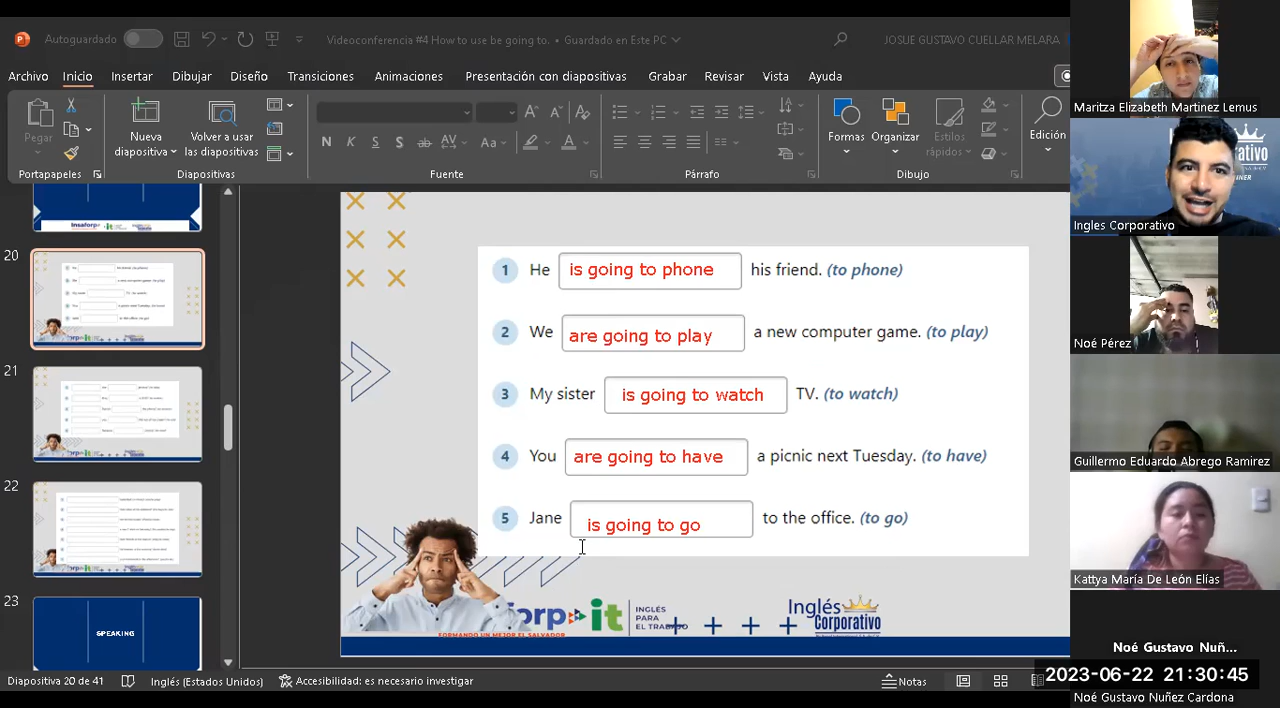 Autoguardado
Videoconferencia #4 How to use be going to. • Guardado en Este PC
JOSUE GUSTAVO CUELLAR MELARA
Archivo Inicio Insertar Dibujar Diseño Transiciones Animaciones Presentación con diapositivas Grabar Revisar Vista Ayuda
Pegar
Nueva diapositiva
Volver a usar las diapositivas
Formas
Organizar
Estilos rápidos
Edición
Portapapeles
Diapositivas
Fuente
Párrafo
Dibujo
20
21
22
23
SPEAKING
1 He is going to phone his friend. (to phone)
2 We are going to play a new computer game. (to play)
3 My sister is going to watch TV. (to watch)
4 You are going to have a picnic next Tuesday. (to have)
5 Jane is going to go to the office. (to go)
INGLÉS
PARA
EL TRABAJO
FORMANDO UN MEJOR EL SALVADOR
Inglés
Corporativo
Diapositiva 20 de 41
Inglés (Estados Unidos)
Accesibilidad: es necesario investigar
Notas
Maritza Elizabeth Martinez Lemus
Ingles Corporativo
Noé Pérez
Guillermo Eduardo Abrego Ramirez
Kattya María De León Elías
Noé Gustavo Nuñ...
2023-06-22 21:30:45
Noé Gustavo Nuñez Cardona